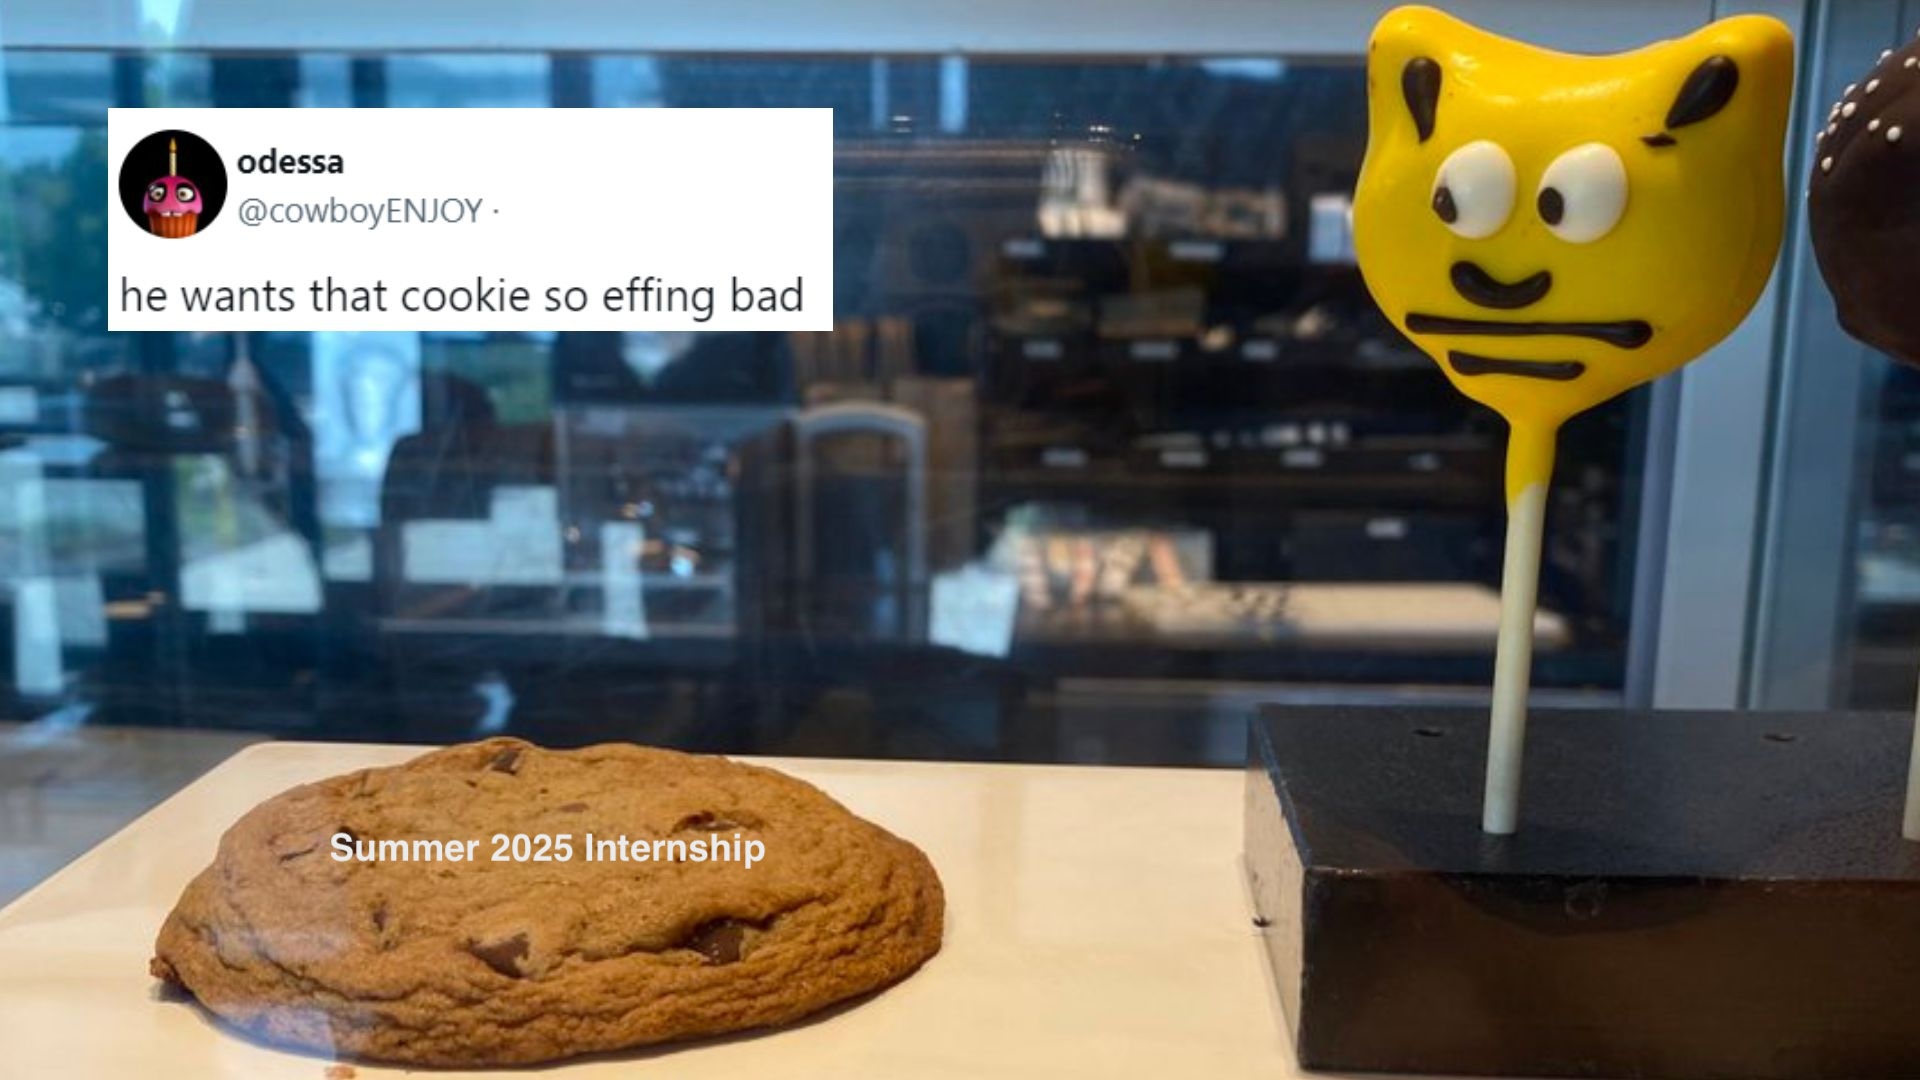 odessa
@cowboyENJOY ·
he wants that cookie so effing bad
Summer 2025 Internship